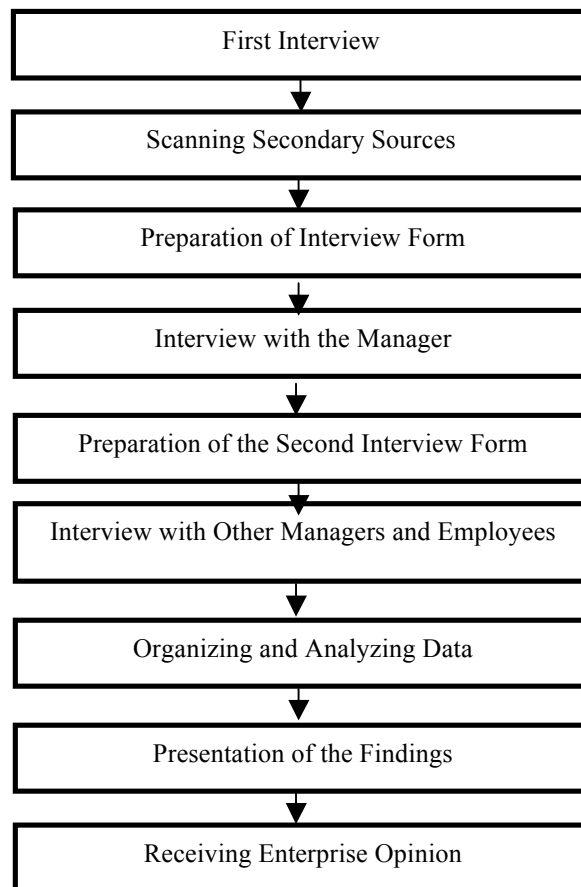 First Interview
Scanning Secondary Sources
Preparation of Interview Form
Interview with the Manager
Preparation of the Second Interview Form
Interview with Other Managers and Employees
Organizing and Analyzing Data
Presentation of the Findings
Receiving Enterprise Opinion